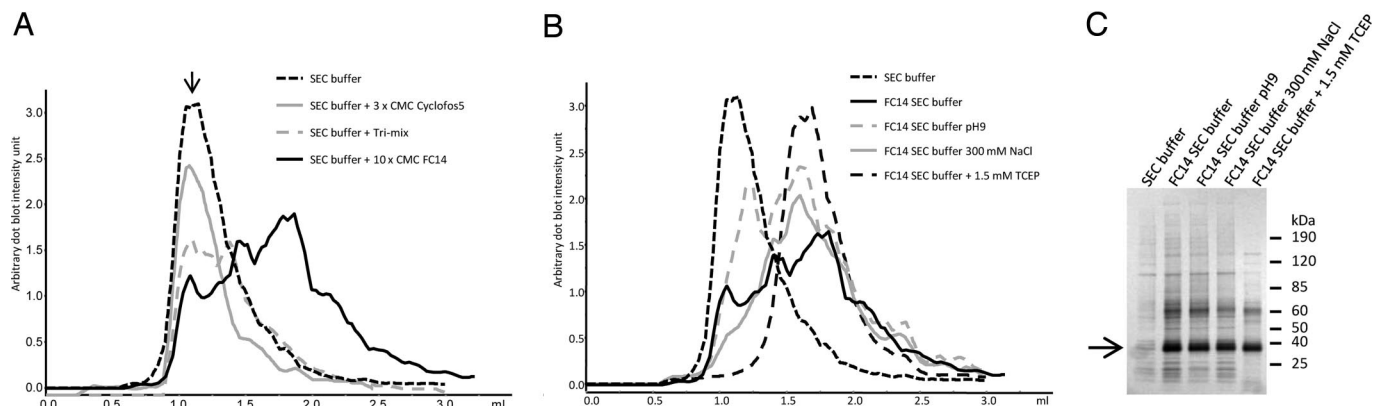 A
SEC buffer
SEC buffer + 3 x CMC Cyclofos5
SEC buffer + Tri-mix
SEC buffer + 10 x CMC FC14
Arbitrary dot blot intensity unit
3.0
2.5
2.0
1.5
1.0
0.5
0.0
0.0
0.5
1.0
1.5
2.0
2.5
3.0
ml
B
SEC buffer
FC14 SEC buffer
FC14 SEC buffer pH9
FC14 SEC buffer 300 mM NaCl
FC14 SEC buffer + 1.5 mM TCEP
Arbitrary dot blot intensity unit
3.0
2.5
2.0
1.5
1.0
0.5
0.0
0.0
0.5
1.0
1.5
2.0
2.5
3.0
ml
C
SEC buffer
FC14 SEC buffer
FC14 SEC buffer pH9
FC14 SEC buffer 300 mM NaCl
FC14 SEC buffer + 1.5 mM TCEP
kDa
190
120
85
60
50
40
25